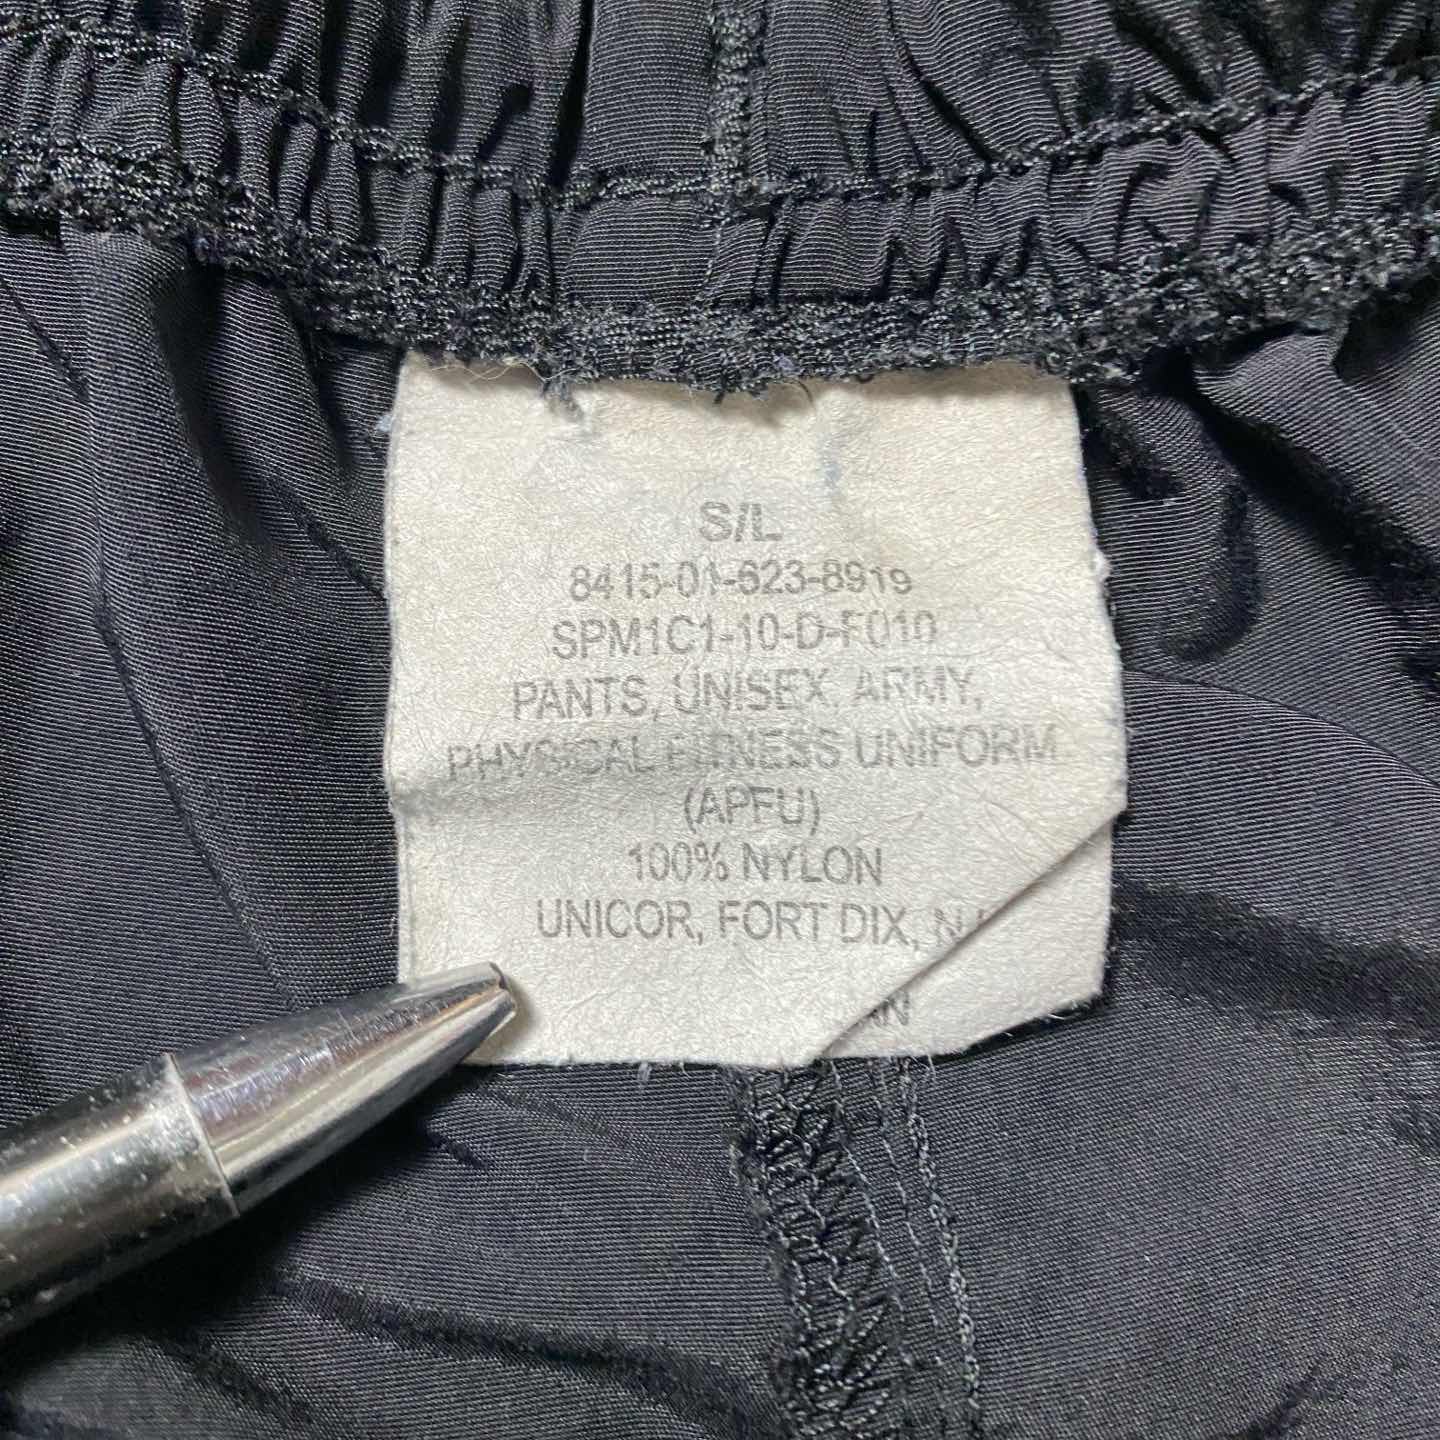 S/L
8415-01-623-8919
SPM1C1-10-D-F010
PANTS, UNISEX, ARMY,
PHYSICAL FITNESS UNIFORM
(APFU)
100% NYLON
UNICOR, FORT DIX,